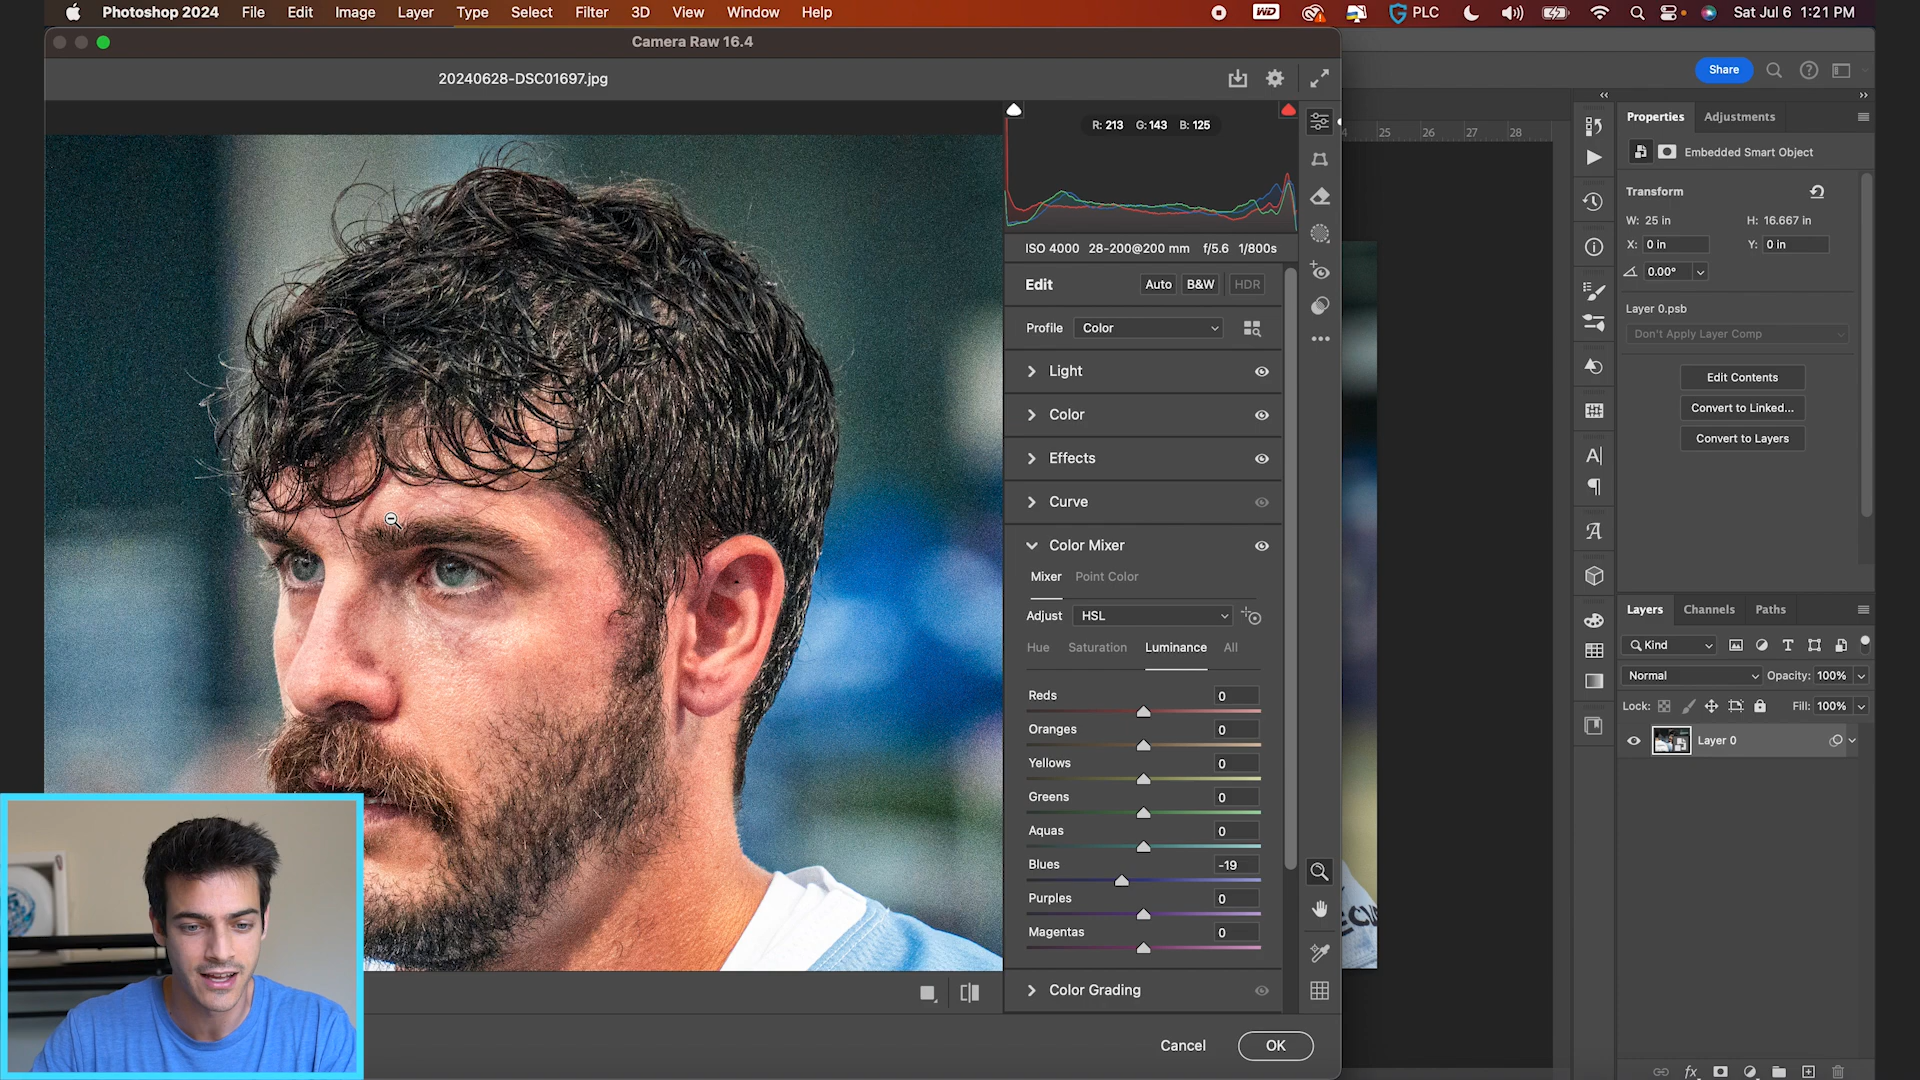 Photoshop 2024 File Edit Image Layer Type Select Filter 3D View Window Help
WD PLC Sat Jul 6 1:21 PM
Camera Raw 16.4
20240628-DSC01697.jpg
R: 213 G: 143 B: 125
ISO 4000 28-200@200 mm f/5.6 1/800s
Edit Auto B&W HDR
Profile Color
Light
Color
Effects
Curve
Color Mixer
Mixer Point Color
Adjust HSL
Hue Saturation Luminance All
Reds 0
Oranges 0
Yellows 0
Greens 0
Aquas 0
Blues -19
Purples 0
Magentas 0
Color Grading
Cancel OK
25 26 27 28
Share
Properties Adjustments
Embedded Smart Object
Transform
W: 25 in H: 16.667 in
X: 0 in Y: 0 in
0.00°
Layer 0.psb
Don't Apply Layer Comp
Edit Contents
Convert to Linked...
Convert to Layers
Layers Channels Paths
Kind
Normal Opacity: 100%
Lock: Fill: 100%
Layer 0
fx